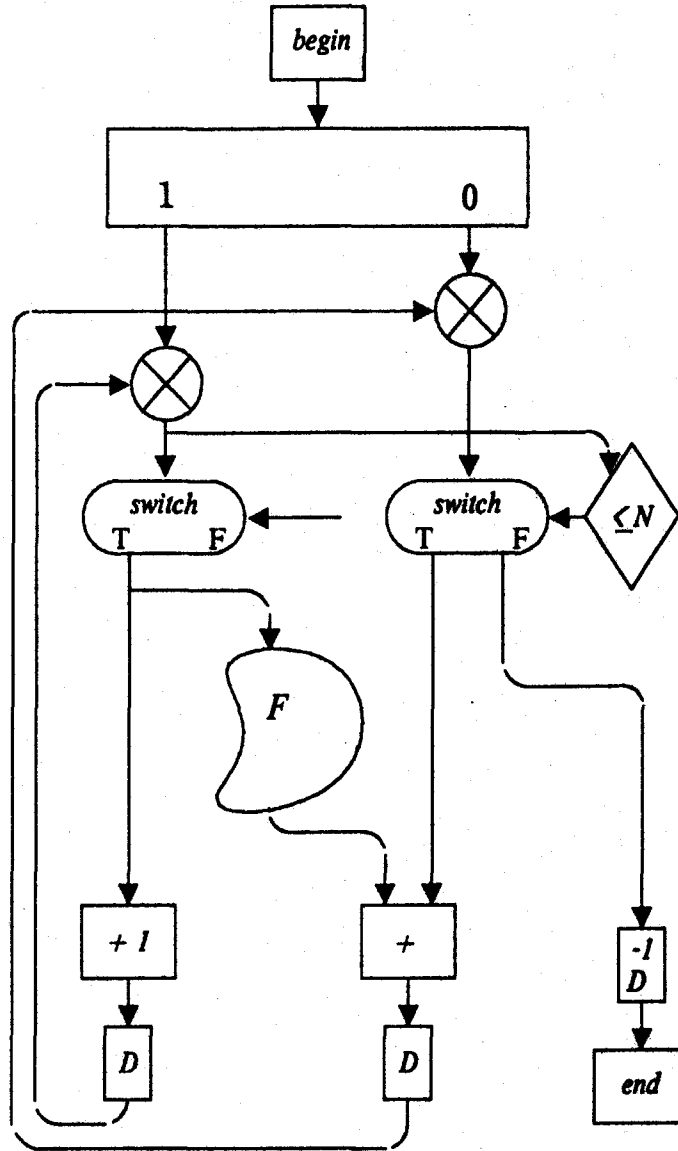 begin
1 0
switch
T F
switch
T F
≤N
F
+ 1
+
-1
D
D
D
end